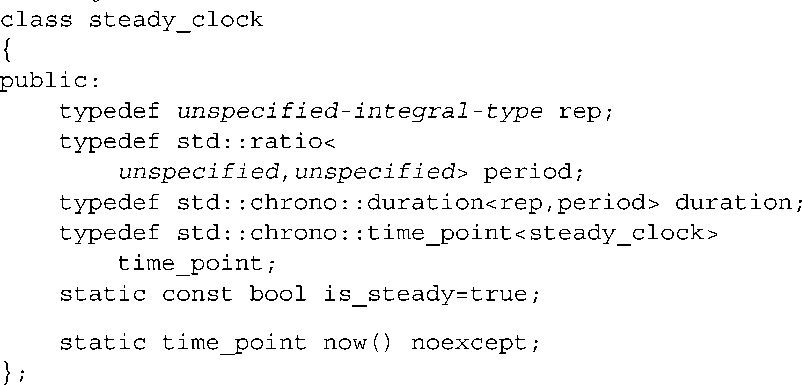 class steady_clock
{
public:
    typedef unspecified-integral-type rep;
    typedef std::ratio<
        unspecified,unspecified> period;
    typedef std::chrono::duration<rep,period> duration;
    typedef std::chrono::time_point<steady_clock>
        time_point;
    static const bool is_steady=true;

    static time_point now() noexcept;
};